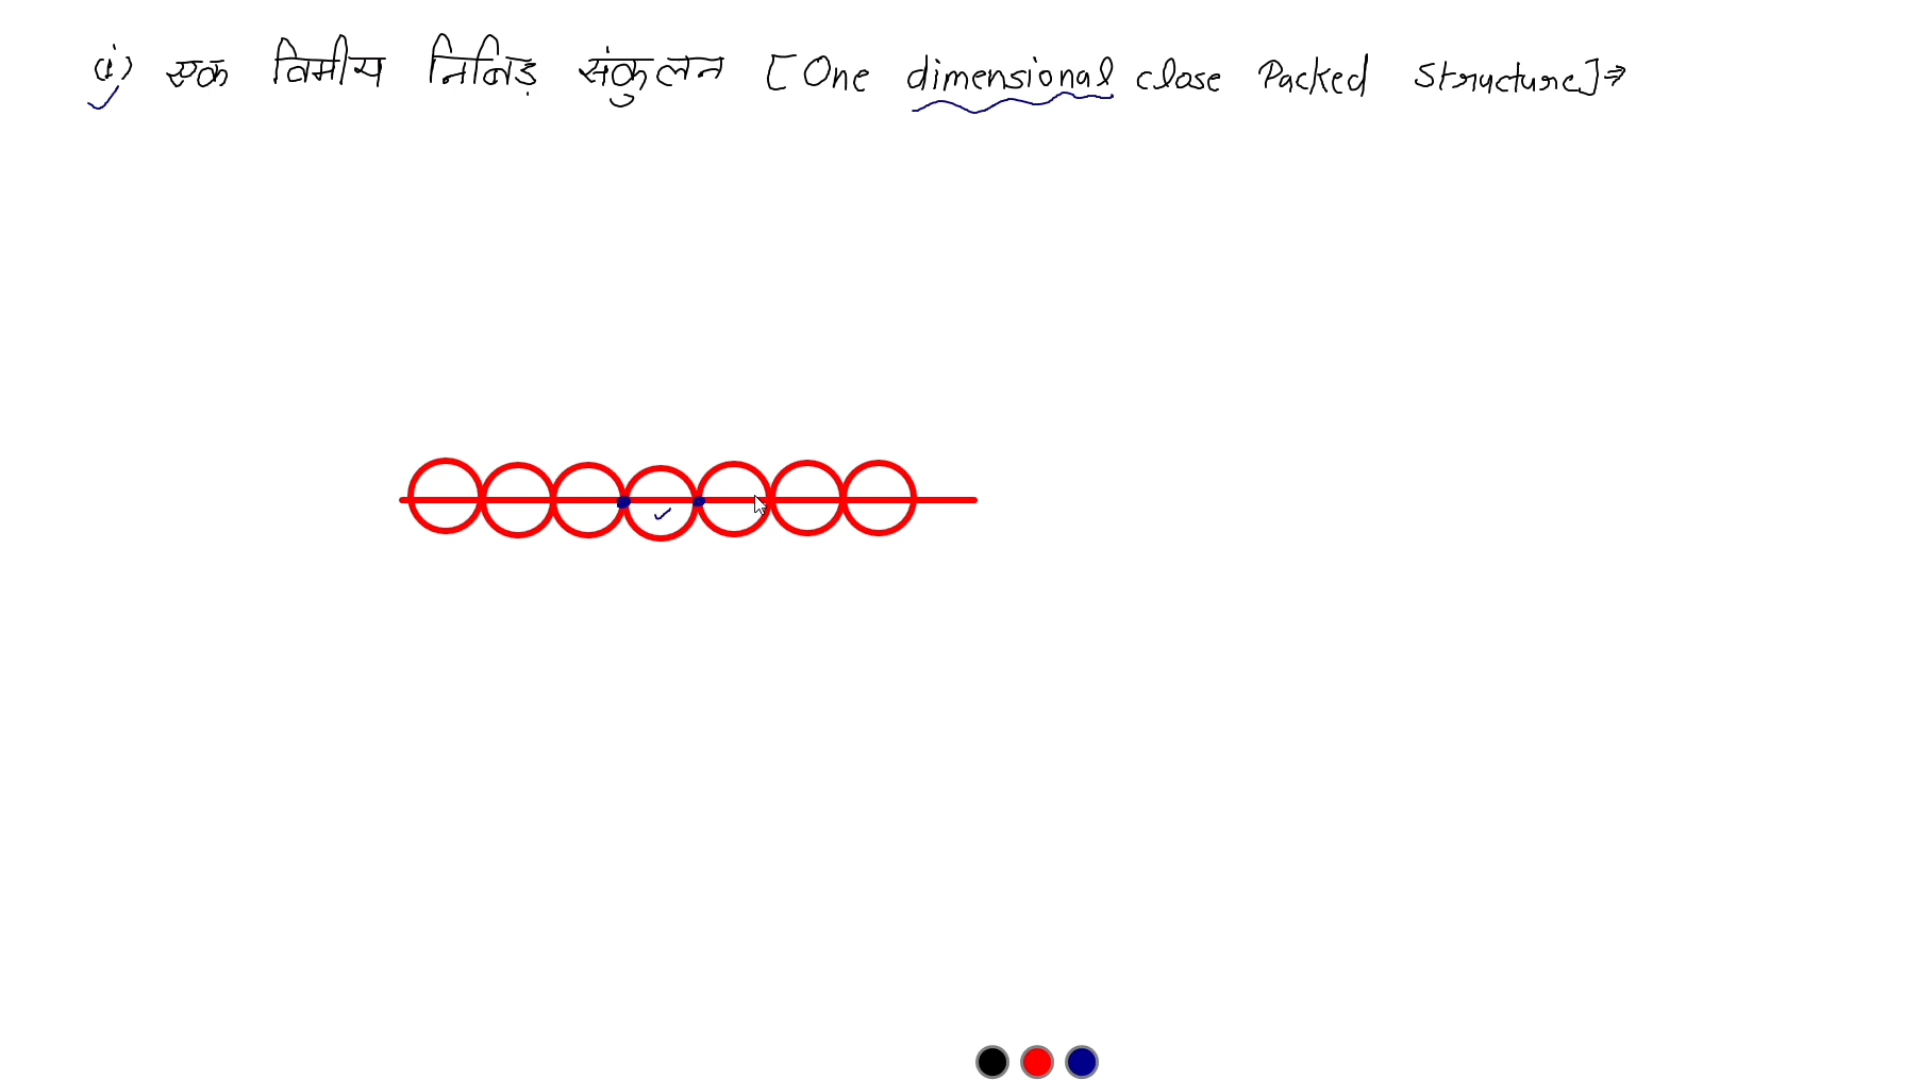 (i) एक विमीय निबिड़ संकुलन [One dimensional close Packed Structure]⇒